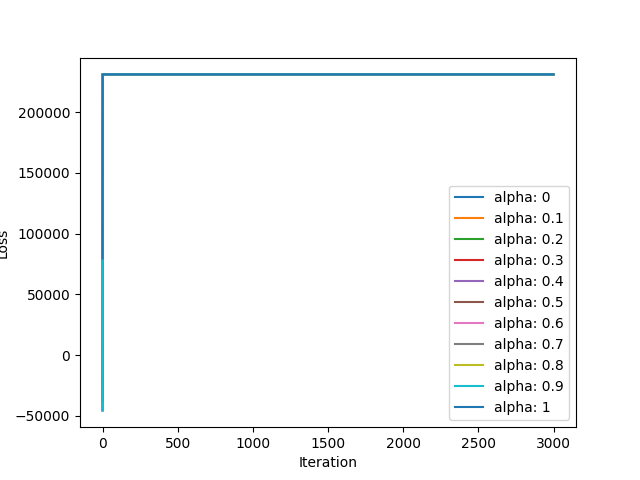 200000
150000
100000
50000
0
−50000
Loss
0
500
1000
1500
2000
2500
3000
Iteration
alpha: 0
alpha: 0.1
alpha: 0.2
alpha: 0.3
alpha: 0.4
alpha: 0.5
alpha: 0.6
alpha: 0.7
alpha: 0.8
alpha: 0.9
alpha: 1